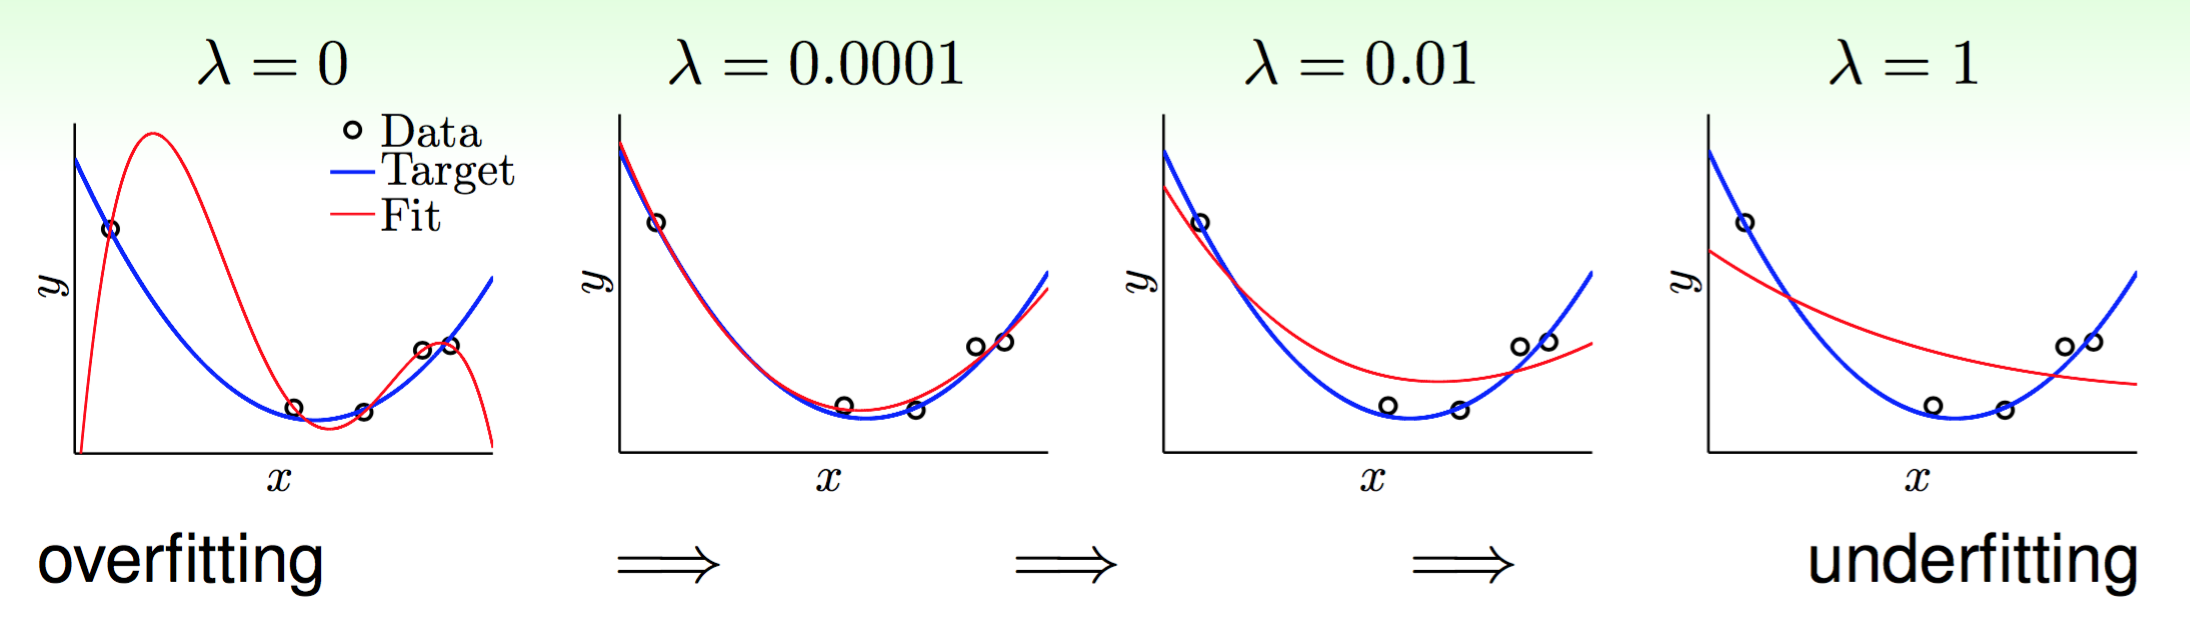 λ = 0
λ = 0.0001
λ = 0.01
λ = 1
Data
Target
Fit
y
x
y
x
y
x
y
x
overfitting ⟹ ⟹ ⟹ underfitting